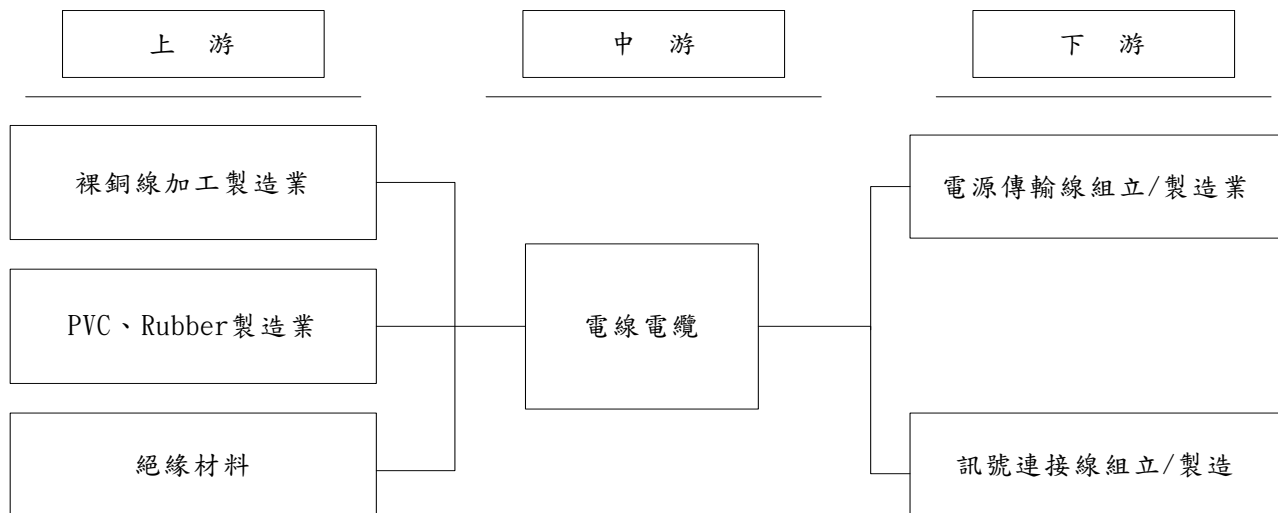 上 游
中 游
下 游
裸銅線加工製造業
PVC、Rubber製造業
絕緣材料
電線電纜
電源傳輸線組立/製造業
訊號連接線組立/製造